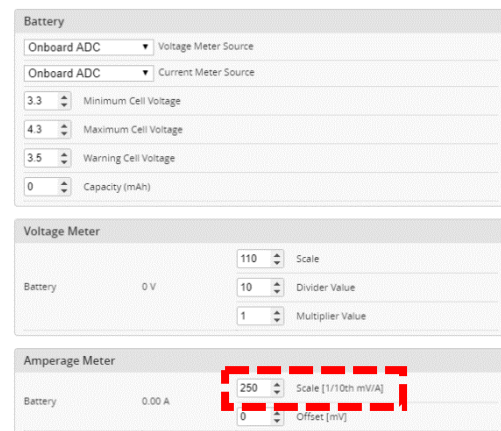 Battery
Onboard ADC Voltage Meter Source
Onboard ADC Current Meter Source
3.3 Minimum Cell Voltage
4.3 Maximum Cell Voltage
3.5 Warning Cell Voltage
0 Capacity (mAh)
Voltage Meter
110 Scale
Battery 0 V 10 Divider Value
1 Multiplier Value
Amperage Meter
250 Scale [1/10th mV/A]
Battery 0.00 A
0 Offset [mV]